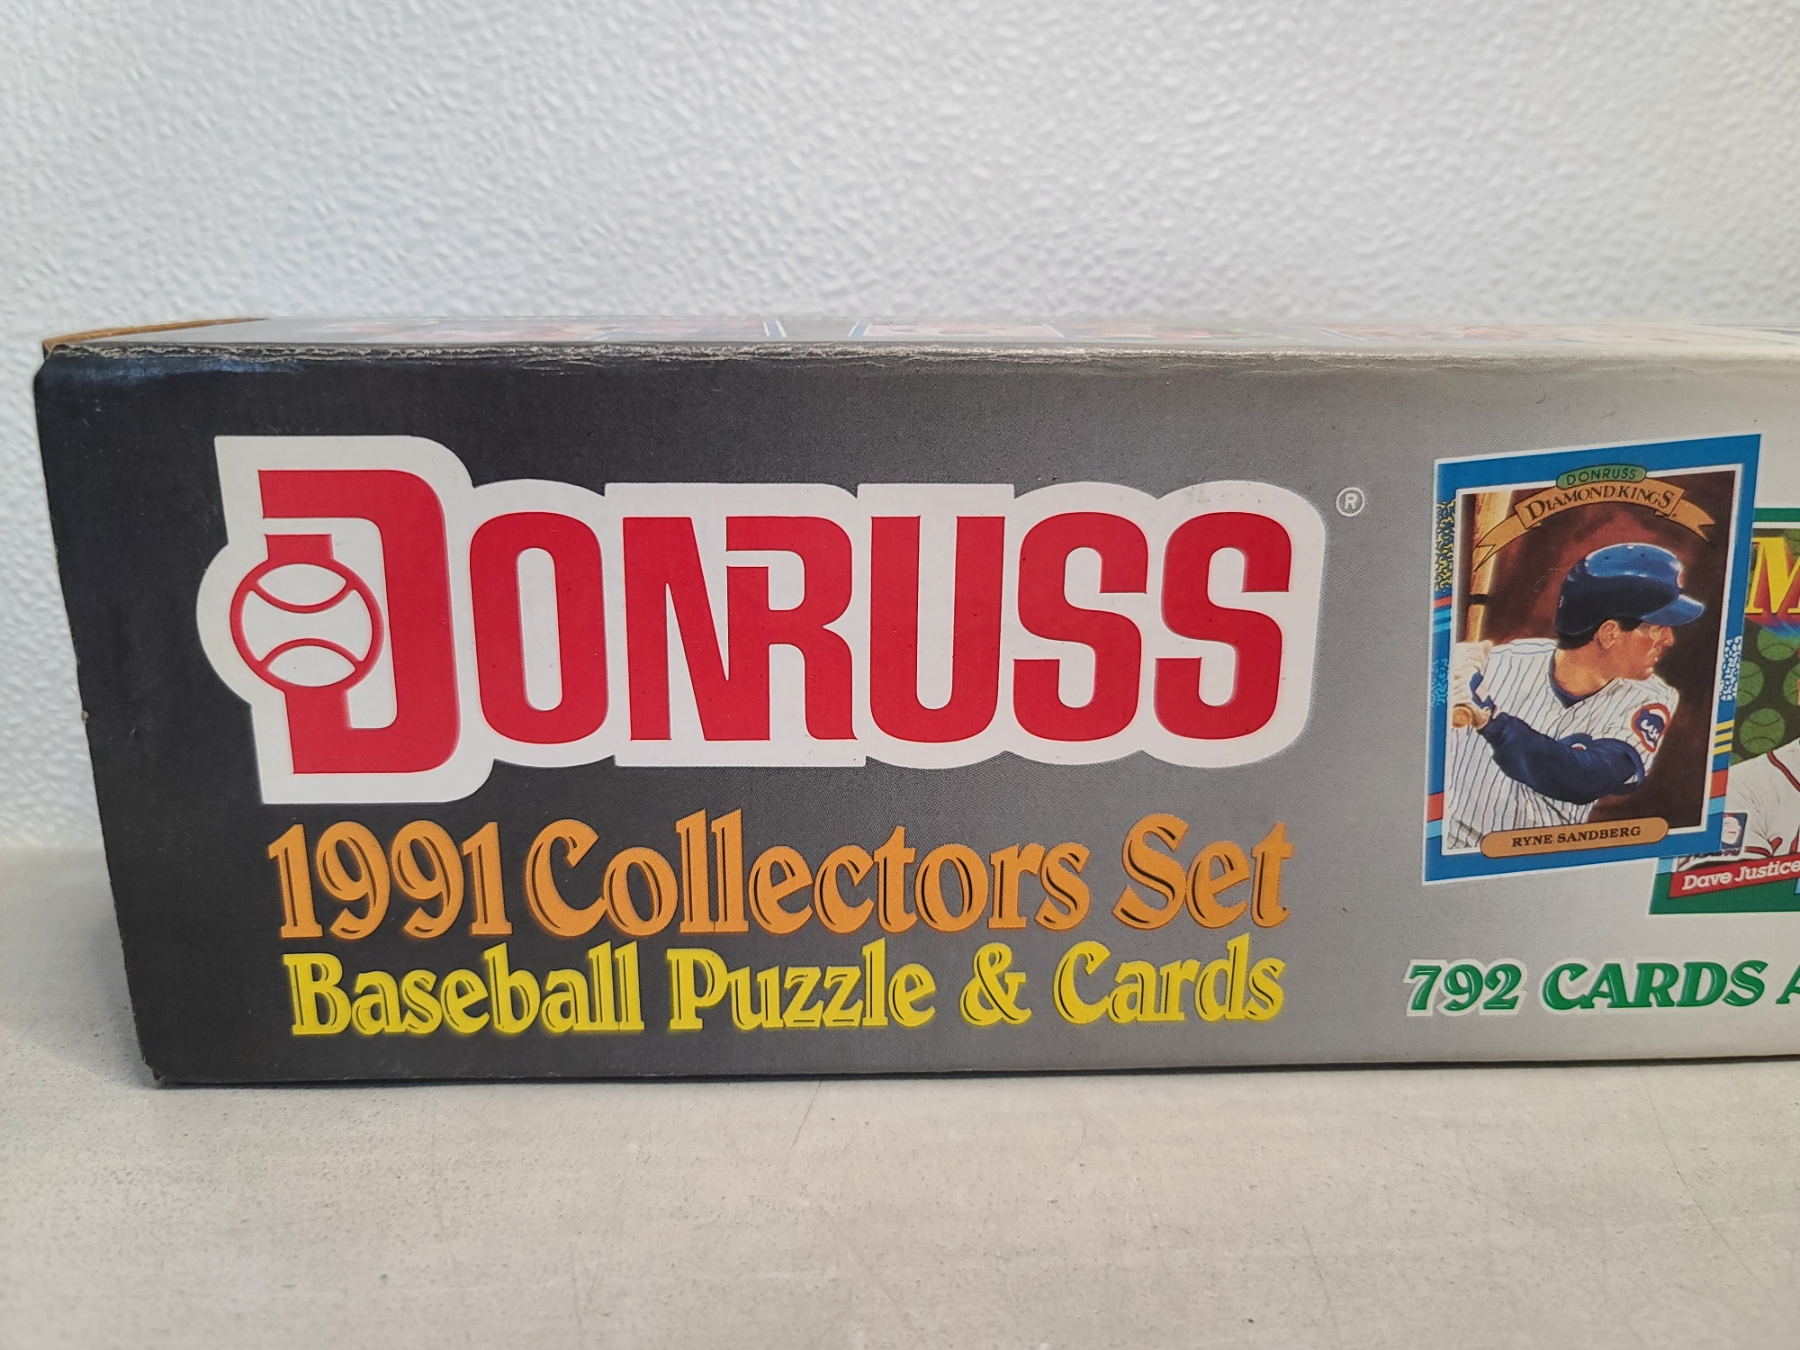 DONRUSS ®
1991 Collectors Set
Baseball Puzzle & Cards
DONRUSS
DIAMOND KINGS
RYNE SANDBERG
Dave Justice
792 CARDS